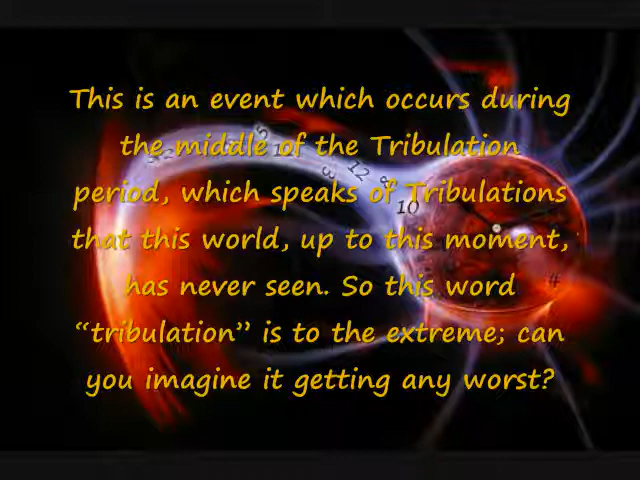 This is an event which occurs during
the middle of the Tribulation
period, which speaks of Tribulations
that this world, up to this moment,
has never seen. So this word
“tribulation” is to the extreme; can
you imagine it getting any worst?
12
10